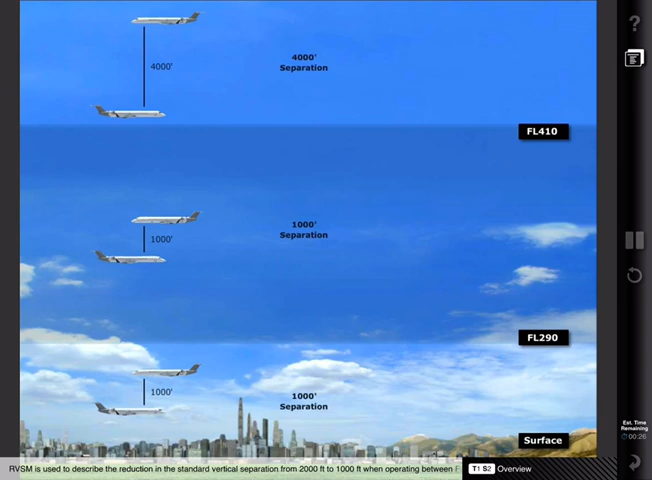 4000'
4000'
Separation
FL410
1000'
1000'
Separation
FL290
1000'
1000'
Separation
Surface
?
Est. Time
Remaining
00:26
RVSM is used to describe the reduction in the standard vertical separation from 2000 ft to 1000 ft when operating between F
T1 S2 Overview